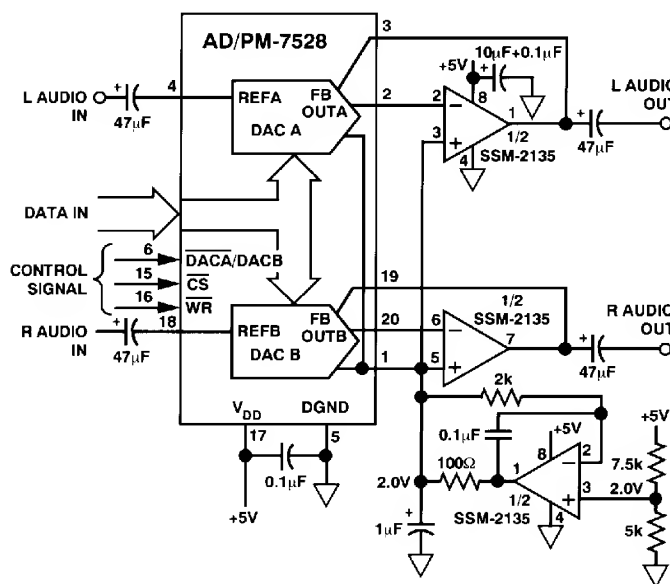 AD/PM-7528
3
10µF+0.1µF
+5V
+
8
L AUDIO
OUT
L AUDIO
IN
+
47µF
4
REFA
FB
OUTA
DAC A
2
2
−
3
+
1
1/2
SSM-2135
4
+
47µF
DATA IN
CONTROL
SIGNAL
6
DACA/DACB
15
CS
16
WR
19
1/2
SSM-2135
R AUDIO
OUT
R AUDIO
IN
+
47µF
18
REFB
FB
OUTB
DAC B
20
1
6
−
5
+
7
+
47µF
2k
0.1µF
+5V
8
+5V
VDD
DGND
17
5
0.1µF
+5V
2.0V
100Ω
1
2
−
3
+
1/2
SSM-2135
4
2.0V
7.5k
5k
+
1µF